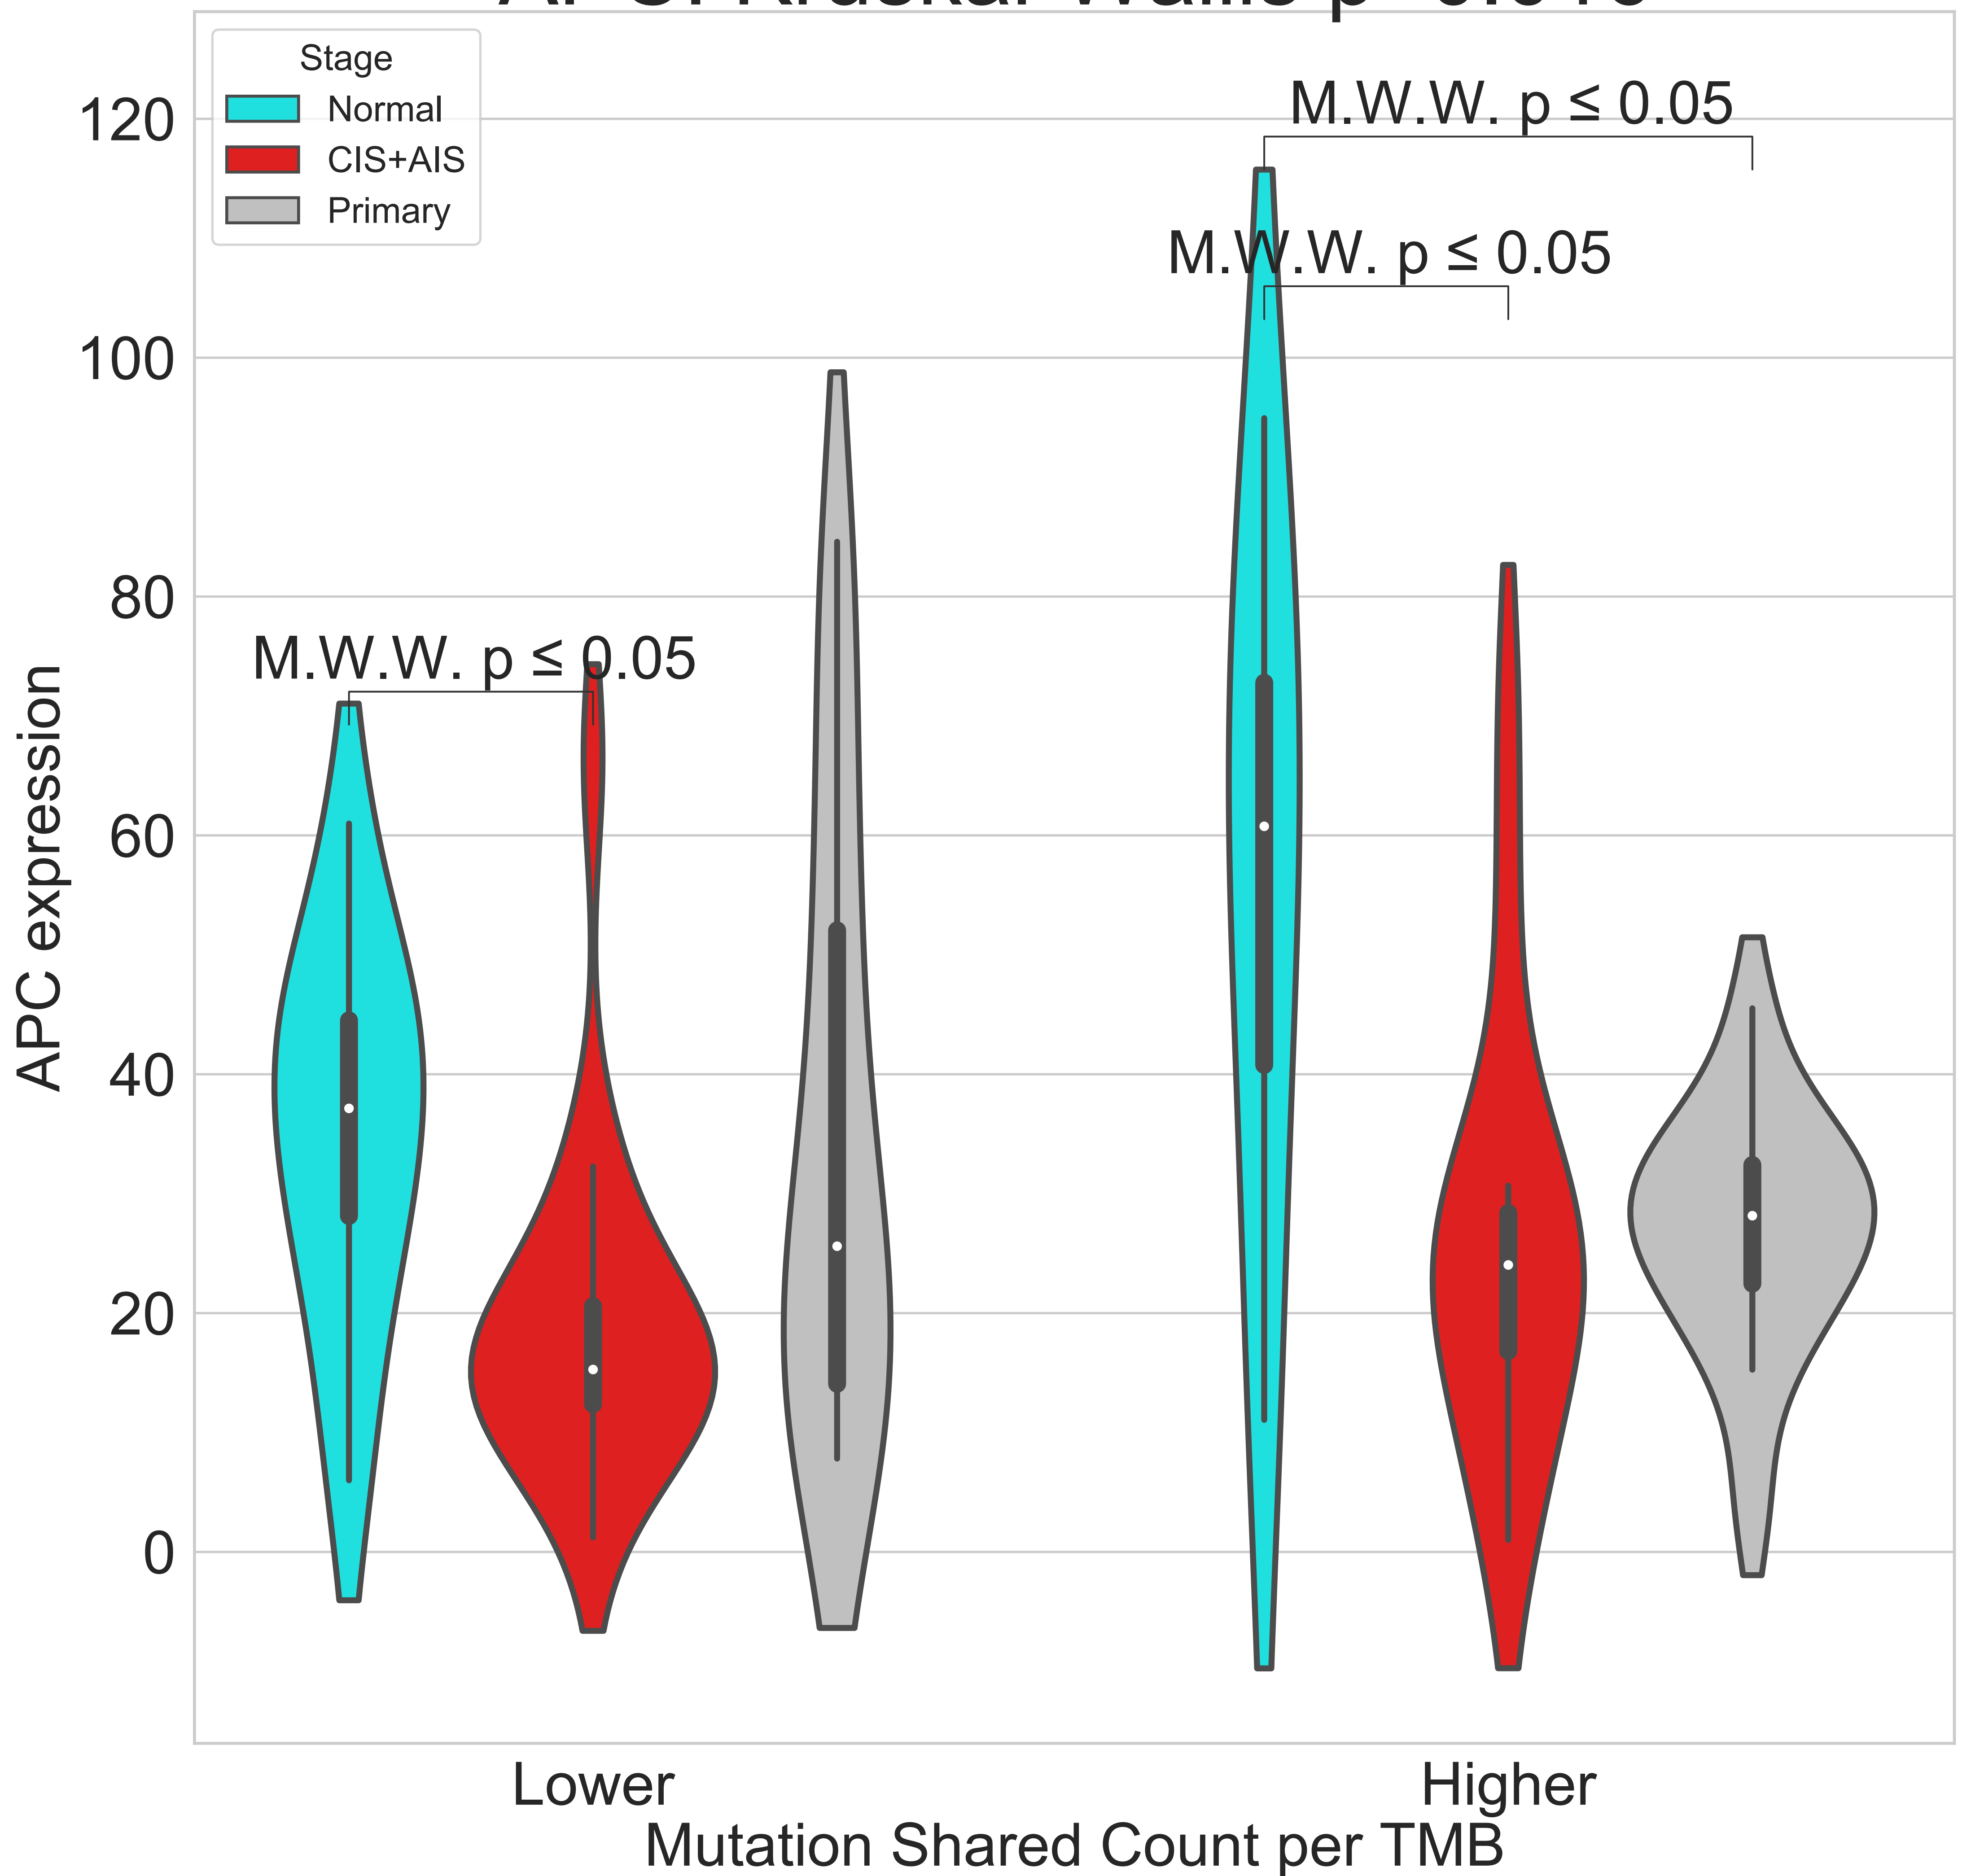 Stage
Normal
CIS+AIS
Primary
M.W.W. p ≤ 0.05
M.W.W. p ≤ 0.05
M.W.W. p ≤ 0.05
120
100
80
60
40
20
0
APC expression
Lower
Higher
Mutation Shared Count per TMB